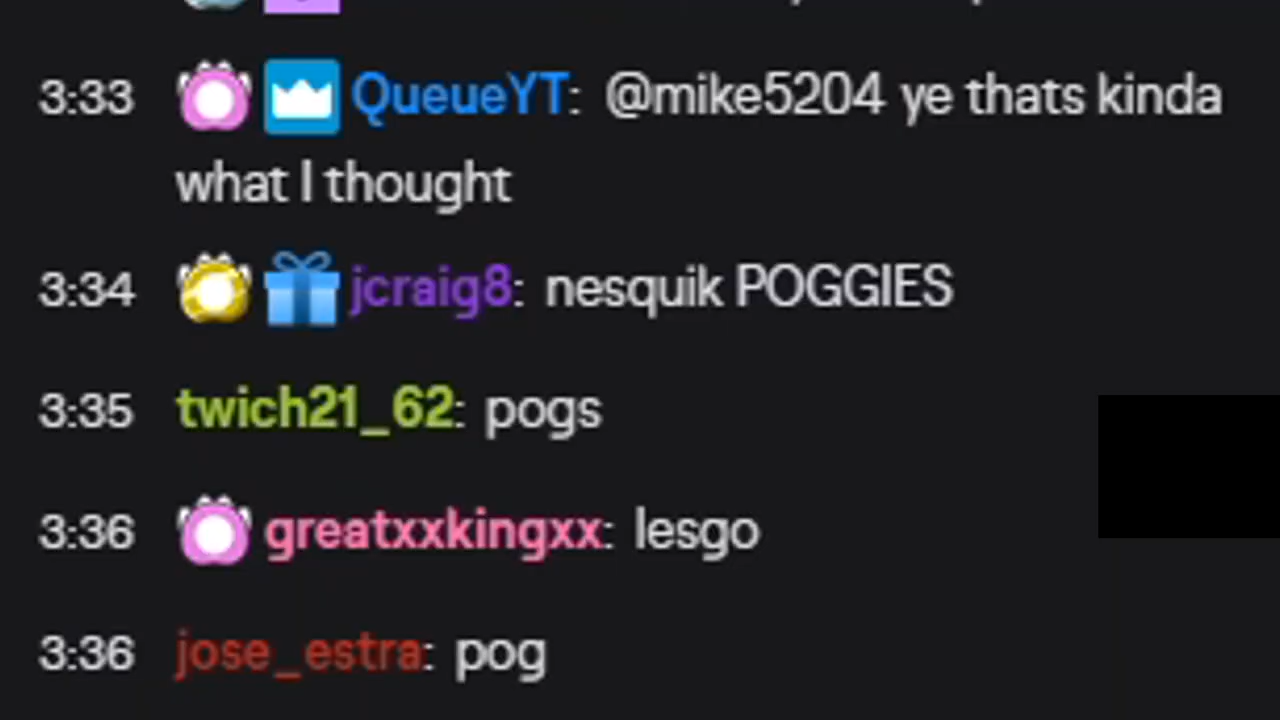 3:33 QueueYT: @mike5204 ye thats kinda
what I thought
3:34 jcraig8: nesquik POGGIES
3:35 twich21_62: pogs
3:36 greatxxkingxx: lesgo
3:36 jose_estra: pog